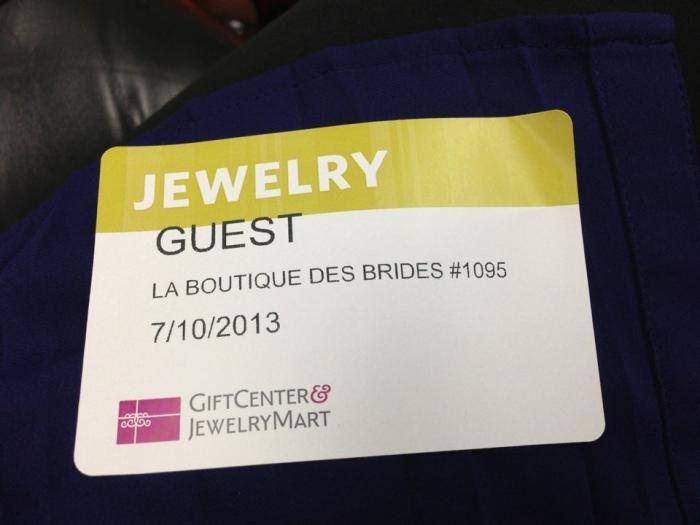 JEWELRY
GUEST
LA BOUTIQUE DES BRIDES #1095
7/10/2013
GIFTCENTER&
JEWELRYMART